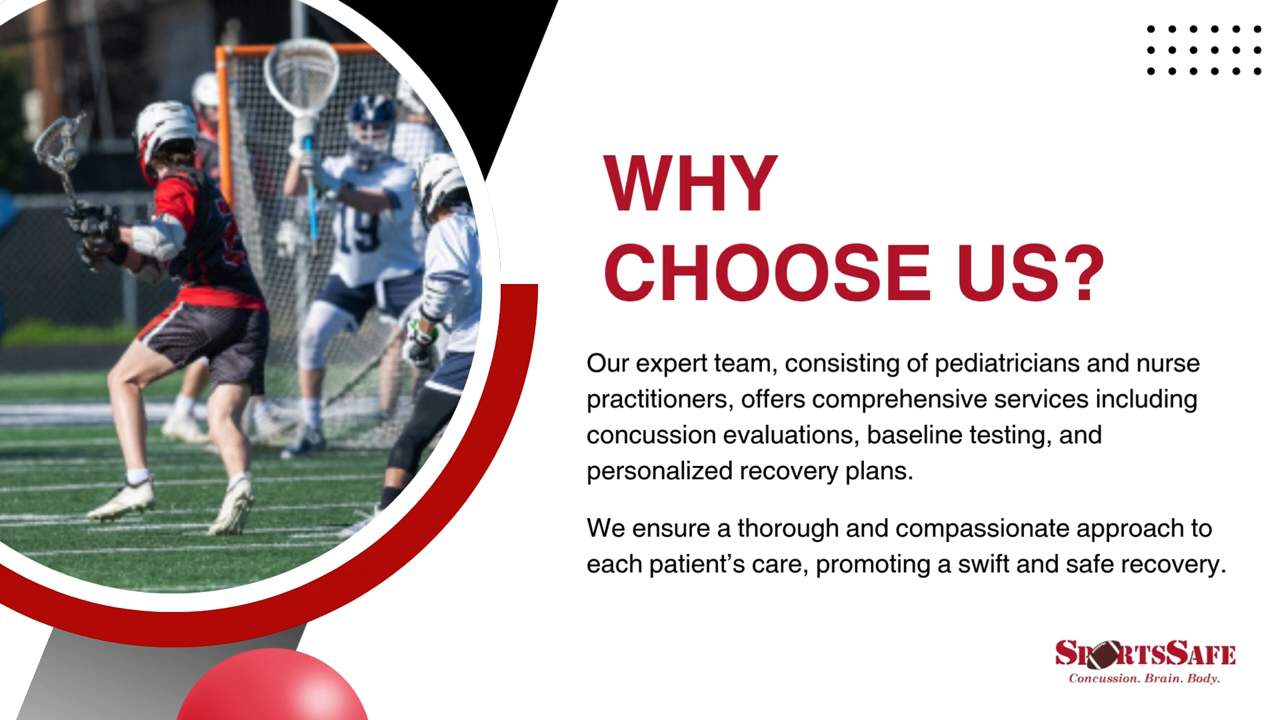 WHY
CHOOSE US?
Our expert team, consisting of pediatricians and nurse
practitioners, offers comprehensive services including
concussion evaluations, baseline testing, and
personalized recovery plans.
We ensure a thorough and compassionate approach to
each patient’s care, promoting a swift and safe recovery.
19
SPORTSSAFE
Concussion. Brain. Body.